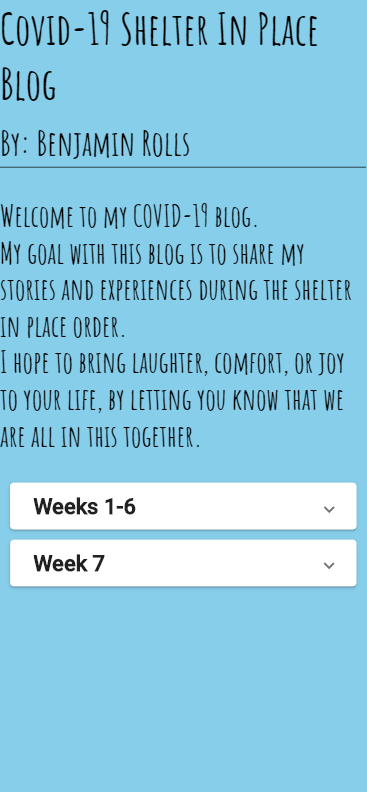 Covid-19 Shelter In Place
Blog
By: Benjamin Rolls
Welcome to my COVID-19 blog.
My goal with this blog is to share my
stories and experiences during the shelter
in place order.
I hope to bring laughter, comfort, or joy
to your life, by letting you know that we
are all in this together.
Weeks 1-6
Week 7